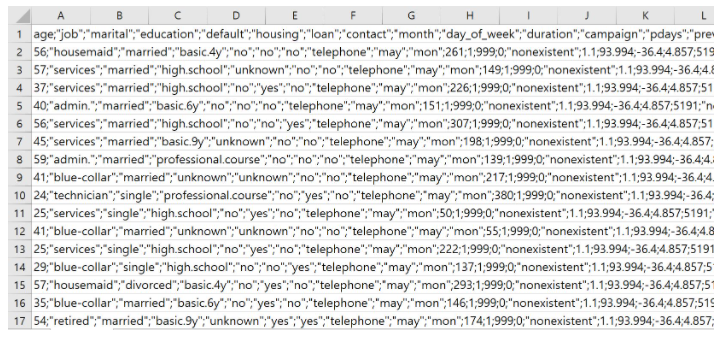 A B C D E F G H I J K L
1 age;"job";"marital";"education";"default";"housing";"loan";"contact";"month";"day_of_week";"duration";"campaign";"pdays";"prev
2 56;"housemaid";"married";"basic.4y";"no";"no";"no";"telephone";"may";"mon";261;1;999;0;"nonexistent";1.1;93.994;-36.4;4.857;519
3 57;"services";"married";"high.school";"unknown";"no";"no";"telephone";"may";"mon";149;1;999;0;"nonexistent";1.1;93.994;-36.4;4.8
4 37;"services";"married";"high.school";"no";"yes";"no";"telephone";"may";"mon";226;1;999;0;"nonexistent";1.1;93.994;-36.4;4.857;51
5 40;"admin.";"married";"basic.6y";"no";"no";"no";"telephone";"may";"mon";151;1;999;0;"nonexistent";1.1;93.994;-36.4;4.857;5191;"n
6 56;"services";"married";"high.school";"no";"no";"yes";"telephone";"may";"mon";307;1;999;0;"nonexistent";1.1;93.994;-36.4;4.857;51
7 45;"services";"married";"basic.9y";"unknown";"no";"no";"telephone";"may";"mon";198;1;999;0;"nonexistent";1.1;93.994;-36.4;4.857;
8 59;"admin.";"married";"professional.course";"no";"no";"no";"telephone";"may";"mon";139;1;999;0;"nonexistent";1.1;93.994;-36.4;4.
9 41;"blue-collar";"married";"unknown";"unknown";"no";"no";"telephone";"may";"mon";217;1;999;0;"nonexistent";1.1;93.994;-36.4;4.
10 24;"technician";"single";"professional.course";"no";"yes";"no";"telephone";"may";"mon";380;1;999;0;"nonexistent";1.1;93.994;-36.4;
11 25;"services";"single";"high.school";"no";"yes";"no";"telephone";"may";"mon";50;1;999;0;"nonexistent";1.1;93.994;-36.4;4.857;5191;"
12 41;"blue-collar";"married";"unknown";"unknown";"no";"no";"telephone";"may";"mon";55;1;999;0;"nonexistent";1.1;93.994;-36.4;4.8
13 25;"services";"single";"high.school";"no";"yes";"no";"telephone";"may";"mon";222;1;999;0;"nonexistent";1.1;93.994;-36.4;4.857;5191
14 29;"blue-collar";"single";"high.school";"no";"no";"yes";"telephone";"may";"mon";137;1;999;0;"nonexistent";1.1;93.994;-36.4;4.857;5
15 57;"housemaid";"divorced";"basic.4y";"no";"yes";"no";"telephone";"may";"mon";293;1;999;0;"nonexistent";1.1;93.994;-36.4;4.857;51
16 35;"blue-collar";"married";"basic.6y";"no";"yes";"no";"telephone";"may";"mon";146;1;999;0;"nonexistent";1.1;93.994;-36.4;4.857;519
17 54;"retired";"married";"basic.9y";"unknown";"yes";"yes";"telephone";"may";"mon";174;1;999;0;"nonexistent";1.1;93.994;-36.4;4.857;